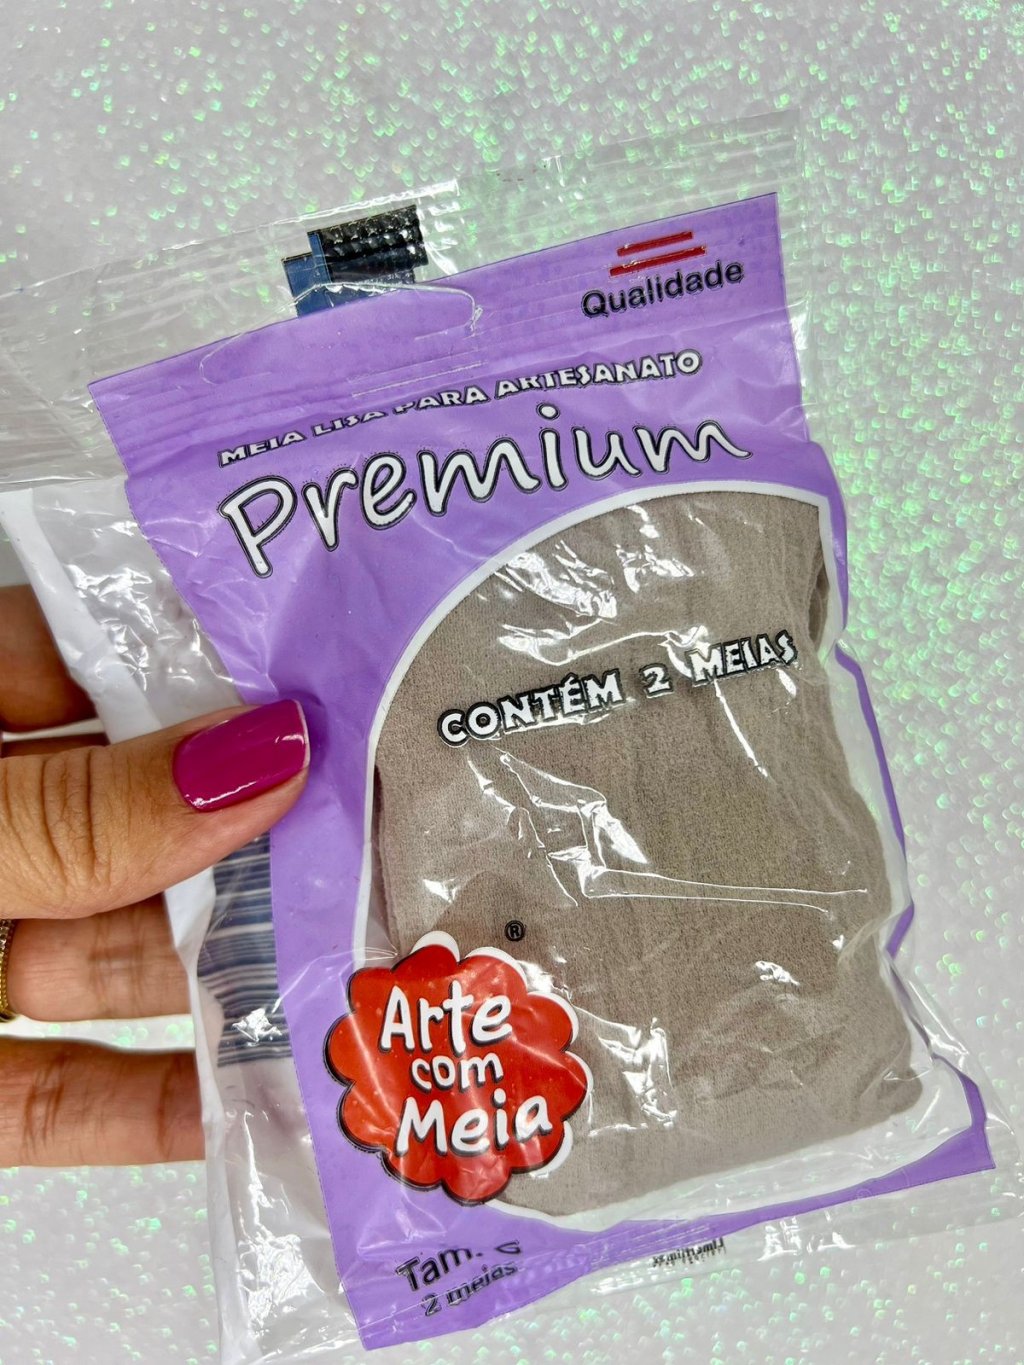 Qualidade
MEIA LISA PARA ARTESANATO
Premium
CONTÉM 2 MEIAS
®
Arte
com
Meia
Tam.
2 meias